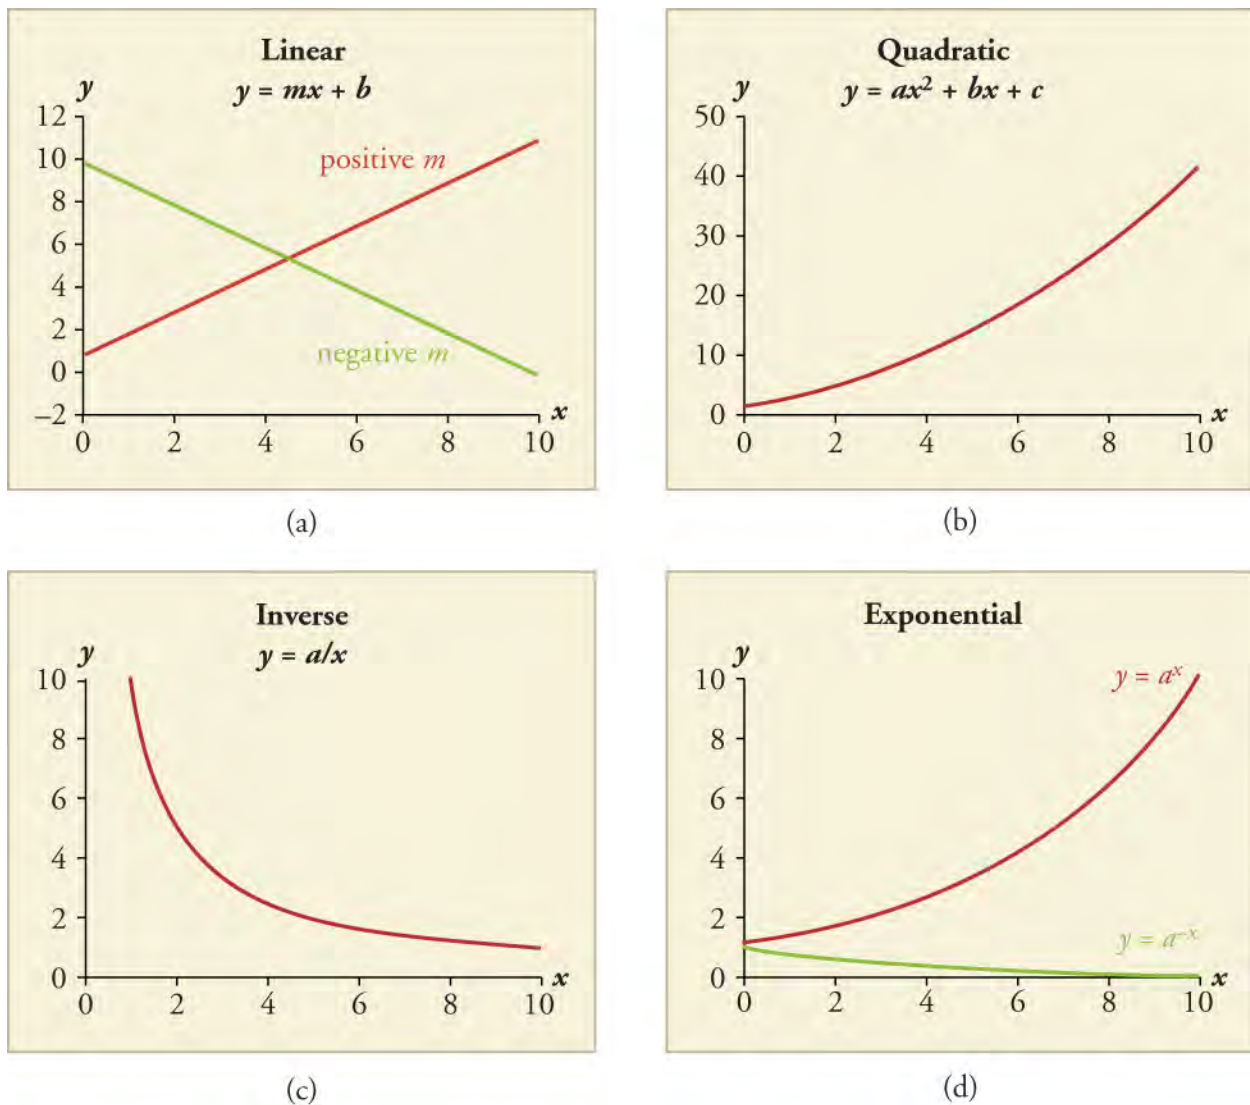 Linear
y = mx + b
y
12
10
8
6
4
2
0
–2
positive m
negative m
0 2 4 6 8 10 x
(a)
Quadratic
y = ax² + bx + c
y
50
40
30
20
10
0
0 2 4 6 8 10 x
(b)
Inverse
y = a/x
y
10
8
6
4
2
0
0 2 4 6 8 10 x
(c)
Exponential
y
10
8
6
4
2
0
y = aˣ
y = a⁻ˣ
0 2 4 6 8 10 x
(d)